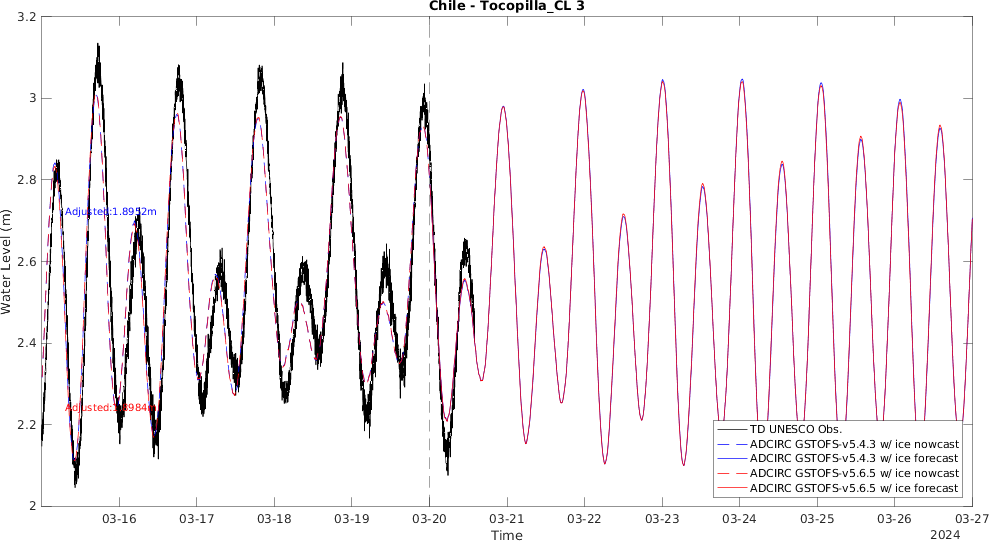 Chile - Tocopilla_CL 3
3.2
3
2.8
2.6
2.4
2.2
2
Water Level (m)
Adjusted:1.8952m
Adjusted:1.8984m
TD UNESCO Obs.
ADCIRC GSTOFS-v5.4.3 w/ ice nowcast
ADCIRC GSTOFS-v5.4.3 w/ ice forecast
ADCIRC GSTOFS-v5.6.5 w/ ice nowcast
ADCIRC GSTOFS-v5.6.5 w/ ice forecast
03-16 03-17 03-18 03-19 03-20 03-21 03-22 03-23 03-24 03-25 03-26 03-27
Time
2024